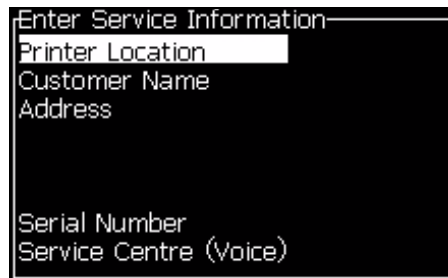 Enter Service Information
Printer Location
Customer Name
Address
Serial Number
Service Centre (Voice)